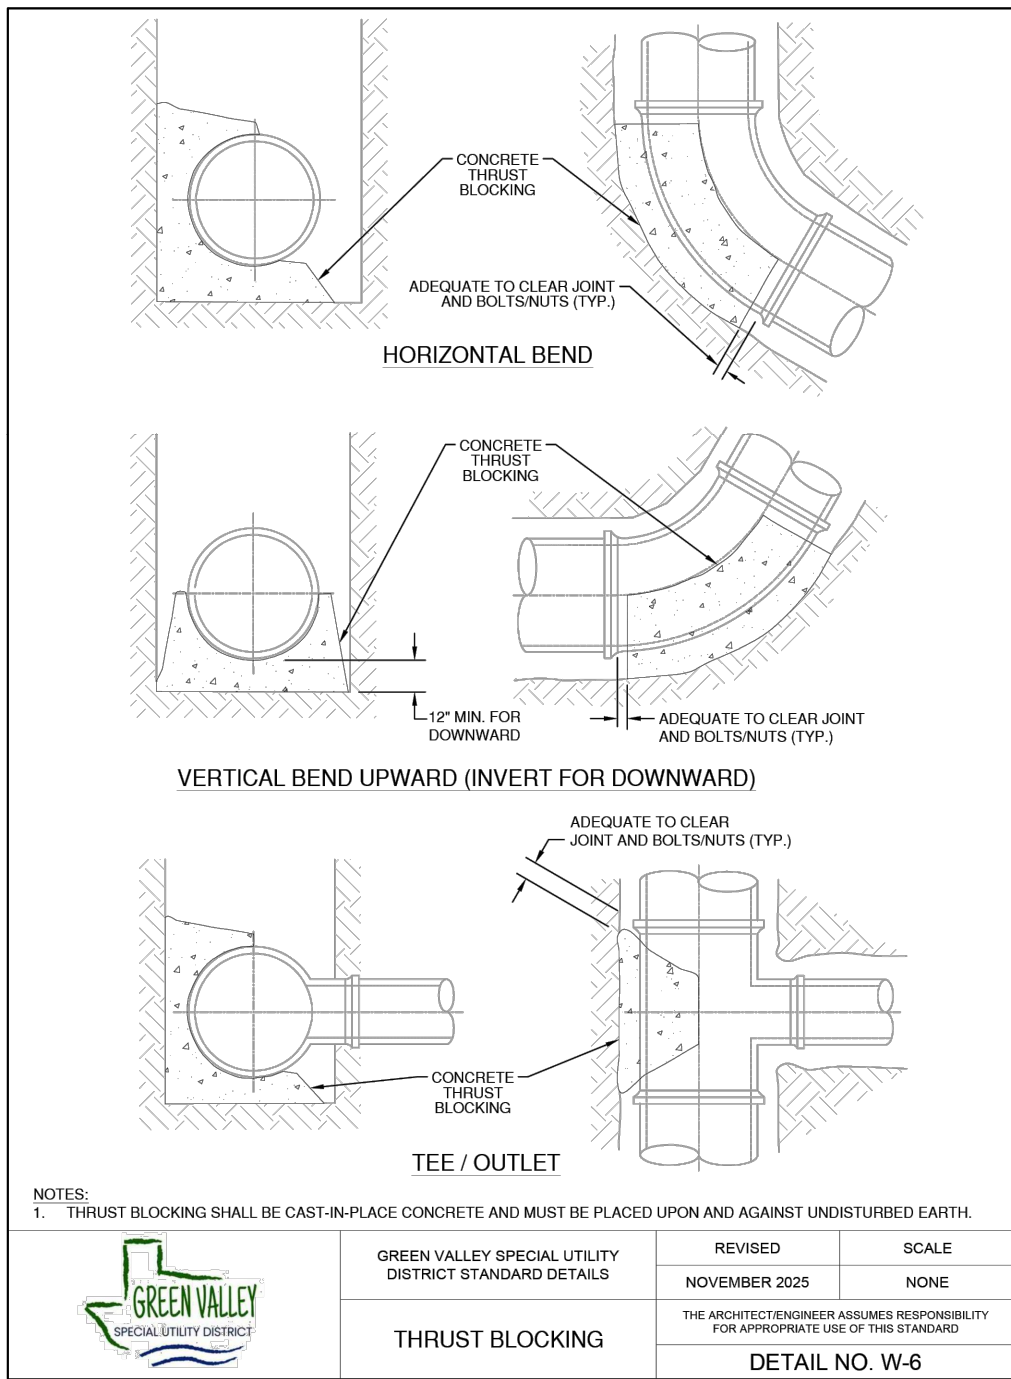 CONCRETE
THRUST
BLOCKING
ADEQUATE TO CLEAR JOINT
AND BOLTS/NUTS (TYP.)
HORIZONTAL BEND
CONCRETE
THRUST
BLOCKING
12" MIN. FOR
DOWNWARD
ADEQUATE TO CLEAR JOINT
AND BOLTS/NUTS (TYP.)
VERTICAL BEND UPWARD (INVERT FOR DOWNWARD)
ADEQUATE TO CLEAR
JOINT AND BOLTS/NUTS (TYP.)
CONCRETE
THRUST
BLOCKING
TEE / OUTLET
NOTES:
1. THRUST BLOCKING SHALL BE CAST-IN-PLACE CONCRETE AND MUST BE PLACED UPON AND AGAINST UNDISTURBED EARTH.
GREEN VALLEY
SPECIAL UTILITY DISTRICT
GREEN VALLEY SPECIAL UTILITY
DISTRICT STANDARD DETAILS
THRUST BLOCKING
REVISED
SCALE
NOVEMBER 2025
NONE
THE ARCHITECT/ENGINEER ASSUMES RESPONSIBILITY
FOR APPROPRIATE USE OF THIS STANDARD
DETAIL NO. W-6